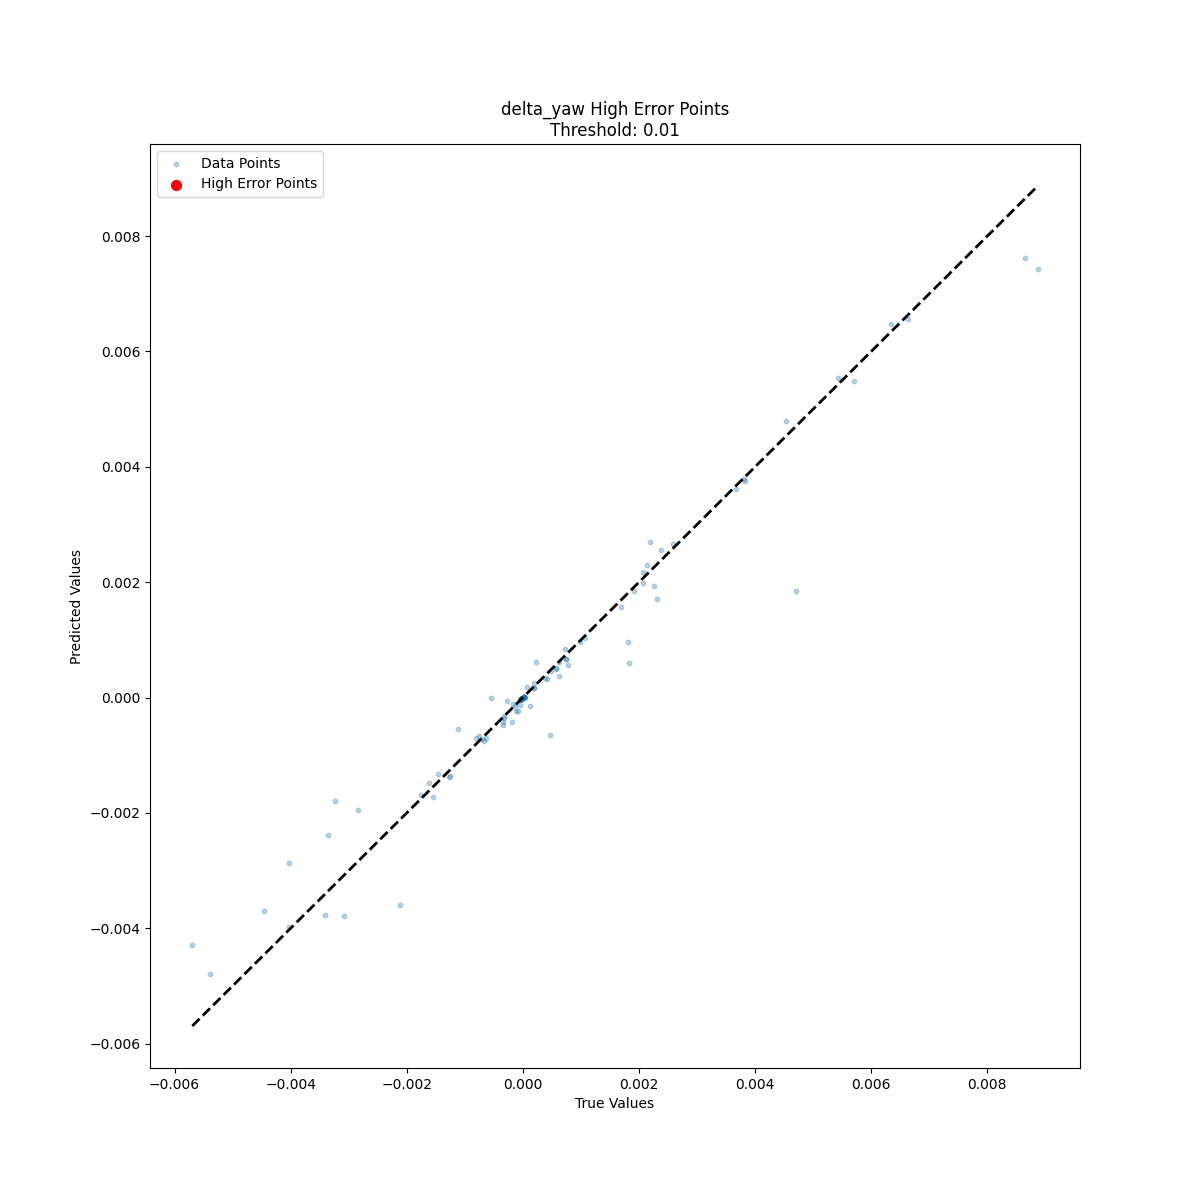 delta_yaw High Error Points
Threshold: 0.01
Data Points
High Error Points
0.008
0.006
0.004
0.002
0.000
−0.002
−0.004
−0.006
Predicted Values
−0.006 −0.004 −0.002 0.000 0.002 0.004 0.006 0.008
True Values